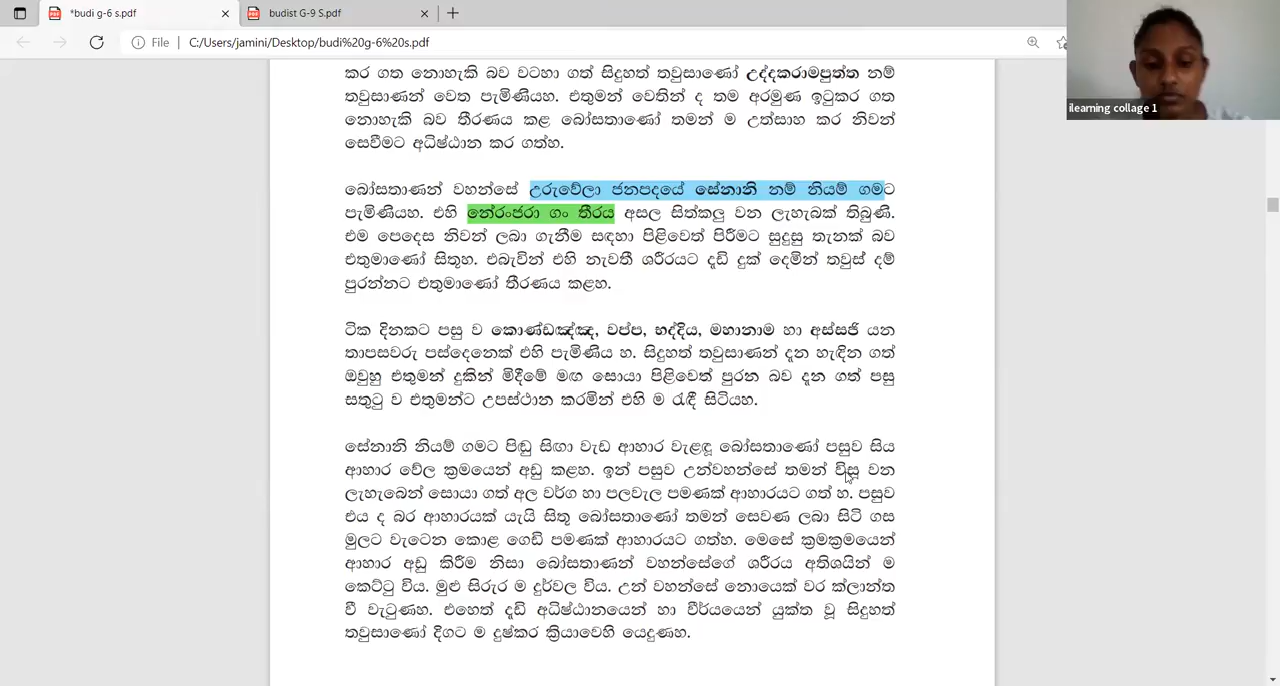 *budi g-6 s.pdf
budist G-9 S.pdf
File
C:/Users/jamini/Desktop/budi%20g-6%20s.pdf
ilearning collage 1
කර ගත නොහැකි බව වටහා ගත් සිදුහත් තවුසාණෝ උද්දකරාමපුත්ත නම්
තවුසාණන් වෙත පැමිණියහ. එතුමන් වෙතින් ද තම අරමුණ ඉටුකර ගත
නොහැකි බව තීරණය කළ බෝසතාණෝ තමන් ම උත්සාහ කර නිවන්
සෙවීමට අධිෂ්ඨාන කර ගත්හ.
බෝසතාණන් වහන්සේ උරුවේලා ජනපදයේ සේනානි නම් නියම් ගමට
පැමිණියහ. එහි නේරංජරා ගං තීරය අසල සිත්කලු වන ලැහැබක් තිබුණි.
එම පෙදෙස නිවන් ලබා ගැනීම සඳහා පිළිවෙත් පිරීමට සුදුසු තැනක් බව
එතුමාණෝ සිතූහ. එබැවින් එහි නැවතී ශරීරයට දැඩි දුක් දෙමින් තවුස් දම්
පුරන්නට එතුමාණෝ තීරණය කළහ.
ටික දිනකට පසු ව කොණ්ඩඤ්ඤ, වප්ප, භද්දිය, මහානාම හා අස්සජි යන
තාපසවරු පස්දෙනෙක් එහි පැමිණිය හ. සිදුහත් තවුසාණන් දැන හැඳින ගත්
ඔවුහු එතුමන් දුකින් මිදීමේ මඟ සොයා පිළිවෙත් පුරන බව දැන ගත් පසු
සතුටු ව එතුමන්ට උපස්ථාන කරමින් එහි ම රැඳී සිටියහ.
සේනානි නියම් ගමට පිඬු සිඟා වැඩ ආහාර වැළඳූ බෝසතාණෝ පසුව සිය
ආහාර වේල ක්‍රමයෙන් අඩු කළහ. ඉන් පසුව උන්වහන්සේ තමන් විසූ වන
ලැහැබෙන් සොයා ගත් අල වර්ග හා පලවැල පමණක් ආහාරයට ගත් හ. පසුව
එය ද බර ආහාරයක් යැයි සිතූ බෝසතාණෝ තමන් සෙවණ ලබා සිටි ගස
මුලට වැටෙන කොළ ගෙඩි පමණක් ආහාරයට ගත්හ. මෙසේ ක්‍රමක්‍රමයෙන්
ආහාර අඩු කිරීම නිසා බෝසතාණන් වහන්සේගේ ශරීරය අතිශයින් ම
කෙට්ටු විය. මුළු සිරුර ම දුර්වල විය. උන් වහන්සේ නොයෙක් වර ක්ලාන්ත
වී වැටුණහ. එහෙත් දැඩි අධිෂ්ඨානයෙන් හා වීර්යයෙන් යුක්ත වූ සිදුහත්
තවුසාණෝ දිගට ම දුෂ්කර ක්‍රියාවෙහි යෙදුණහ.